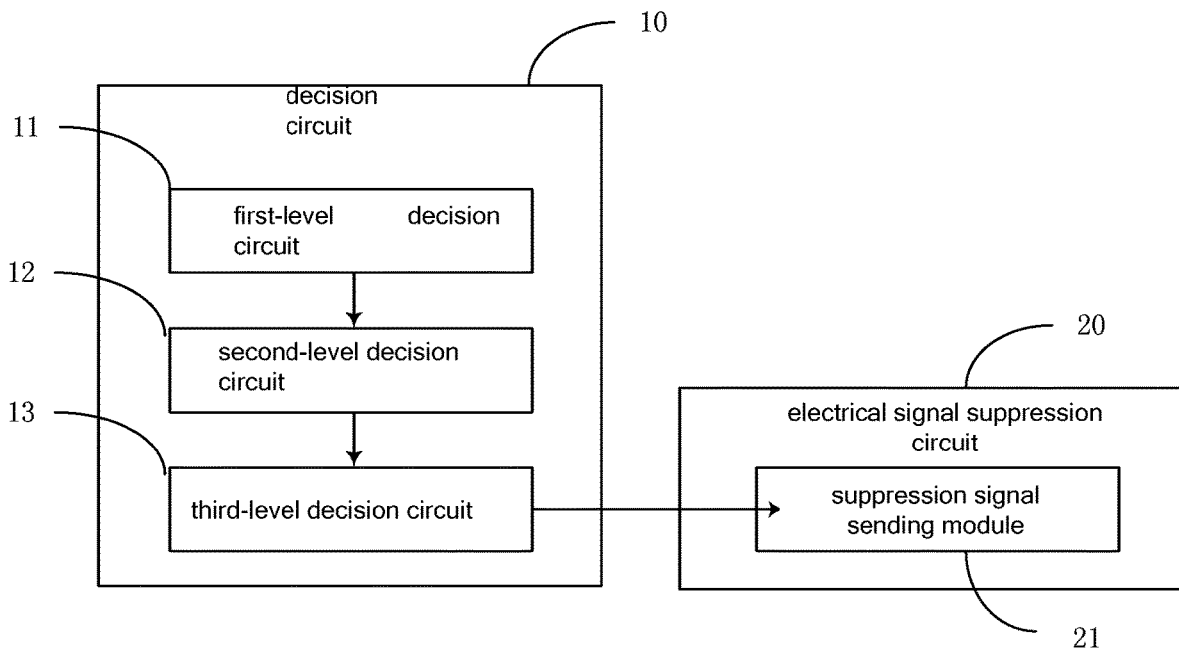 10
decision
circuit
11
first-level decision
circuit
12
second-level decision
circuit
20
13
electrical signal suppression
circuit
third-level decision circuit
suppression signal
sending module
21